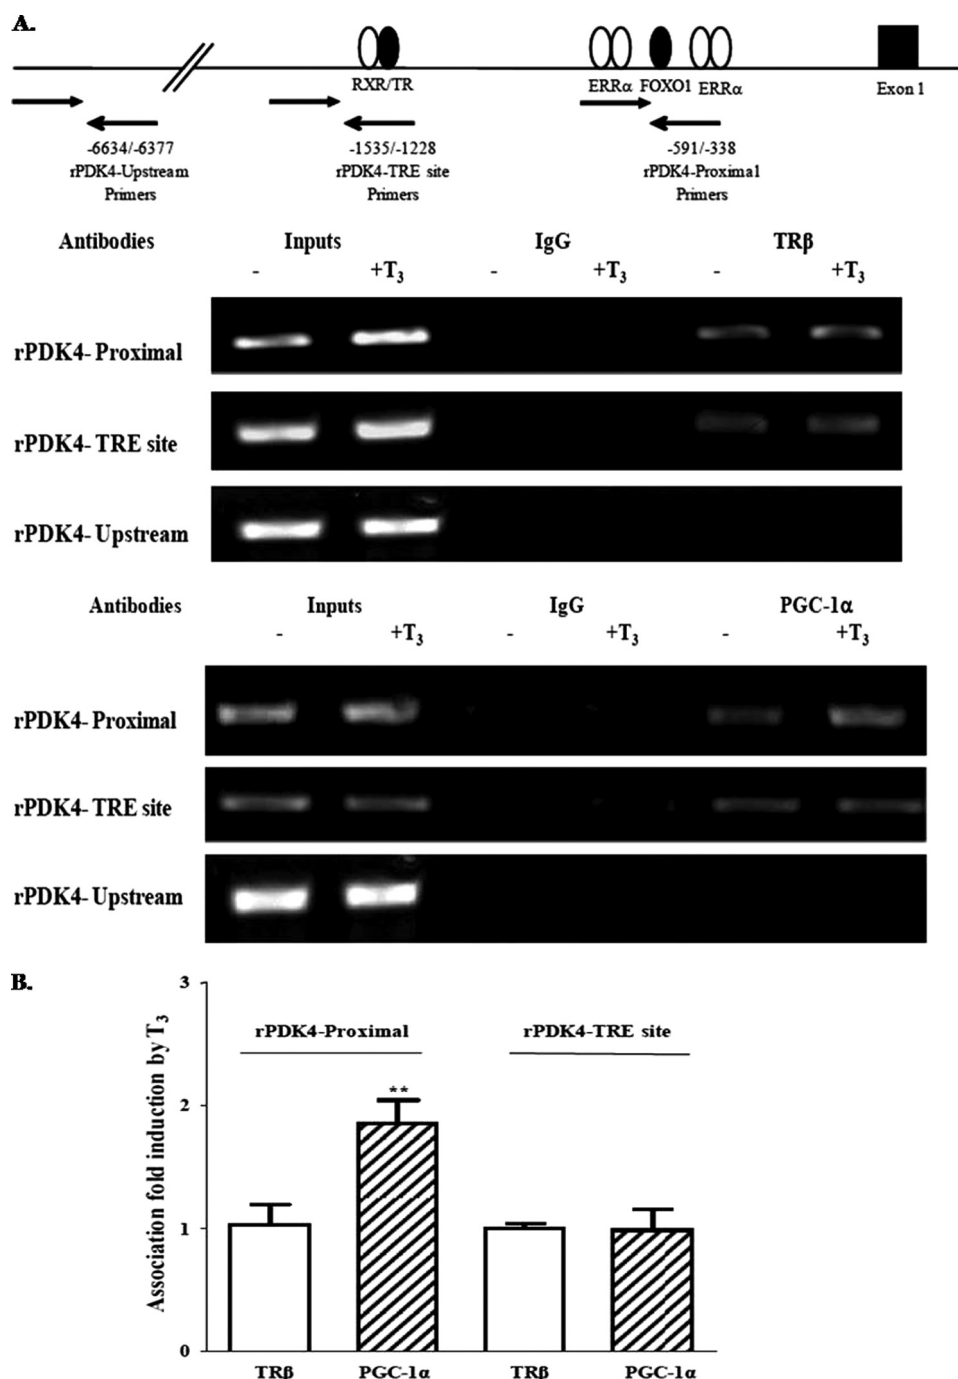 A.
RXR/TR
ERRα FOXO1 ERRα
Exon 1
-6634/-6377 -1535/-1228 -591/-338
rPDK4-Upstream rPDK4-TRE site rPDK4-Proximal
Primers Primers Primers
Antibodies Inputs IgG TRβ
- +T3 - +T3 - +T3
rPDK4- Proximal
rPDK4- TRE site
rPDK4- Upstream
Antibodies Inputs IgG PGC-1α
- +T3 - +T3 - +T3
rPDK4- Proximal
rPDK4- TRE site
rPDK4- Upstream
B.
Association fold induction by T3
3
2
1
0
rPDK4-Proximal rPDK4-TRE site
**
TRβ PGC-1α TRβ PGC-1α